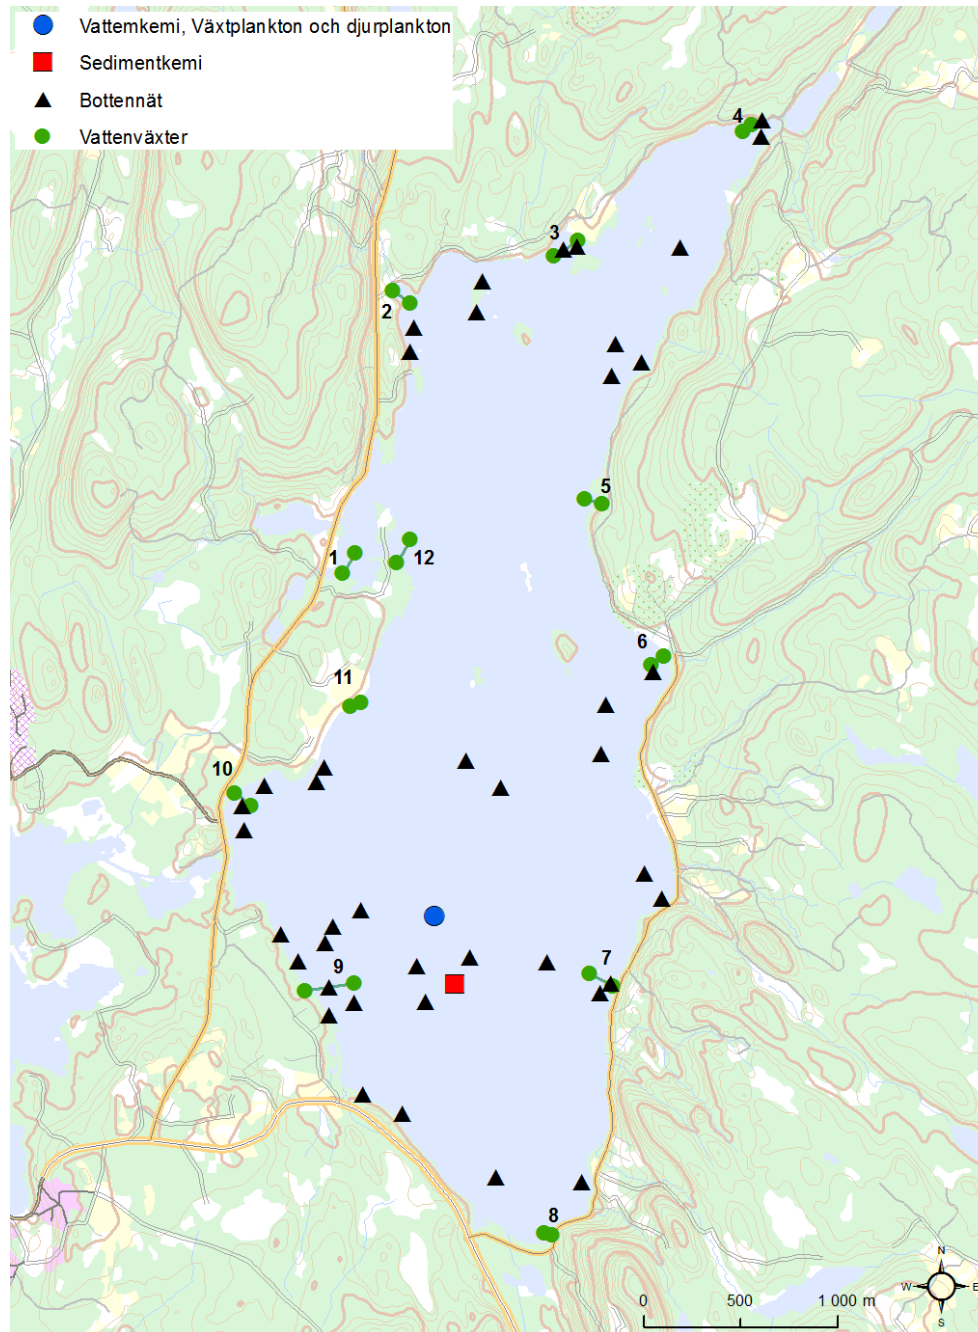 Vattemkemi, Växtplankton och djurplankton
Sedimentkemi
Bottennät
Vattenväxter
4
3
2
5
1
12
6
11
10
9
7
8
N
W
E
S
0 500 1 000 m